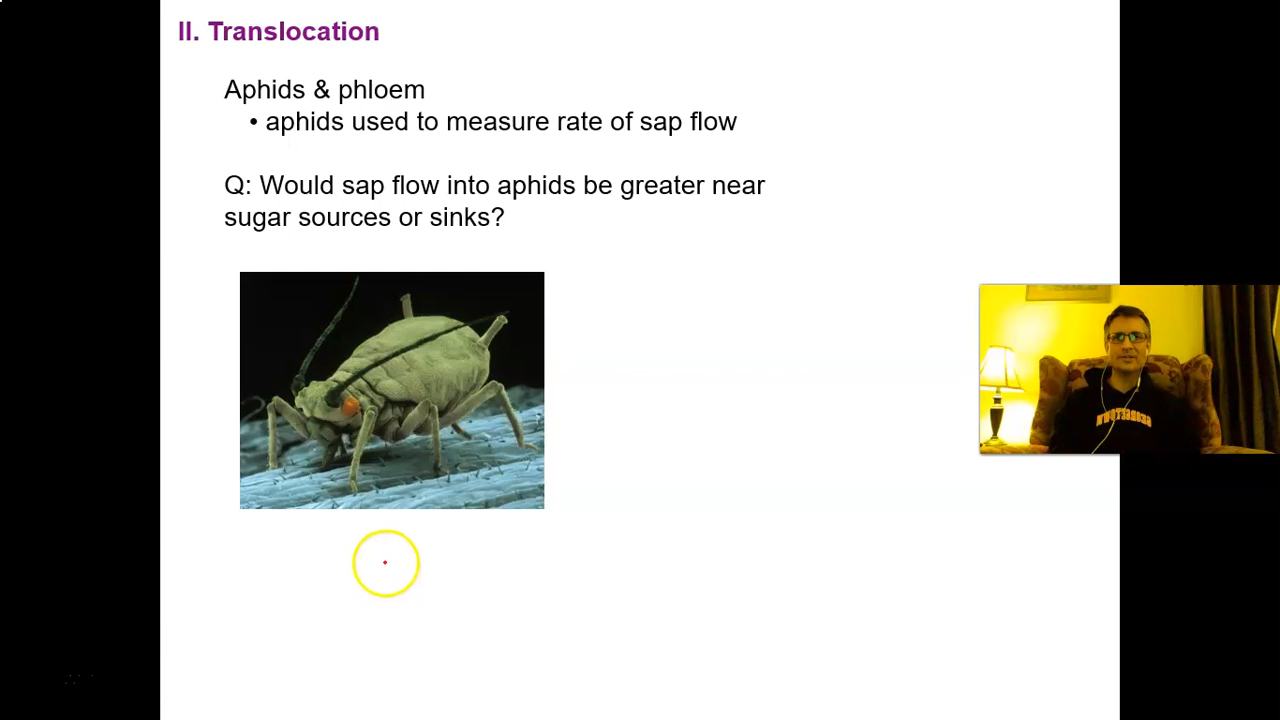 II. Translocation
Aphids & phloem
• aphids used to measure rate of sap flow
Q: Would sap flow into aphids be greater near
sugar sources or sinks?